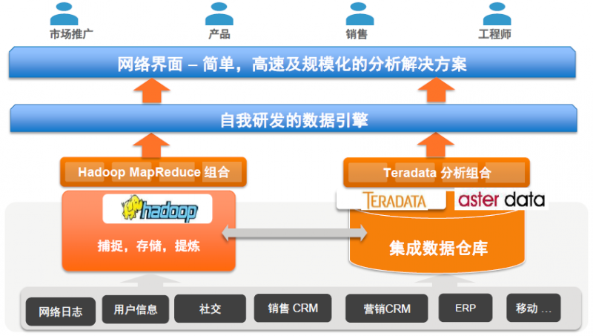 市场推广
产品
销售
工程师
网络界面 – 简单，高速及规模化的分析解决方案
自我研发的数据引擎
Hadoop MapReduce 组合
Teradata 分析组合
hadoop
TERADATA
aster data
捕捉，存储，提炼
集成数据仓库
网络日志
用户信息
社交
销售 CRM
营销CRM
ERP
移动 ...